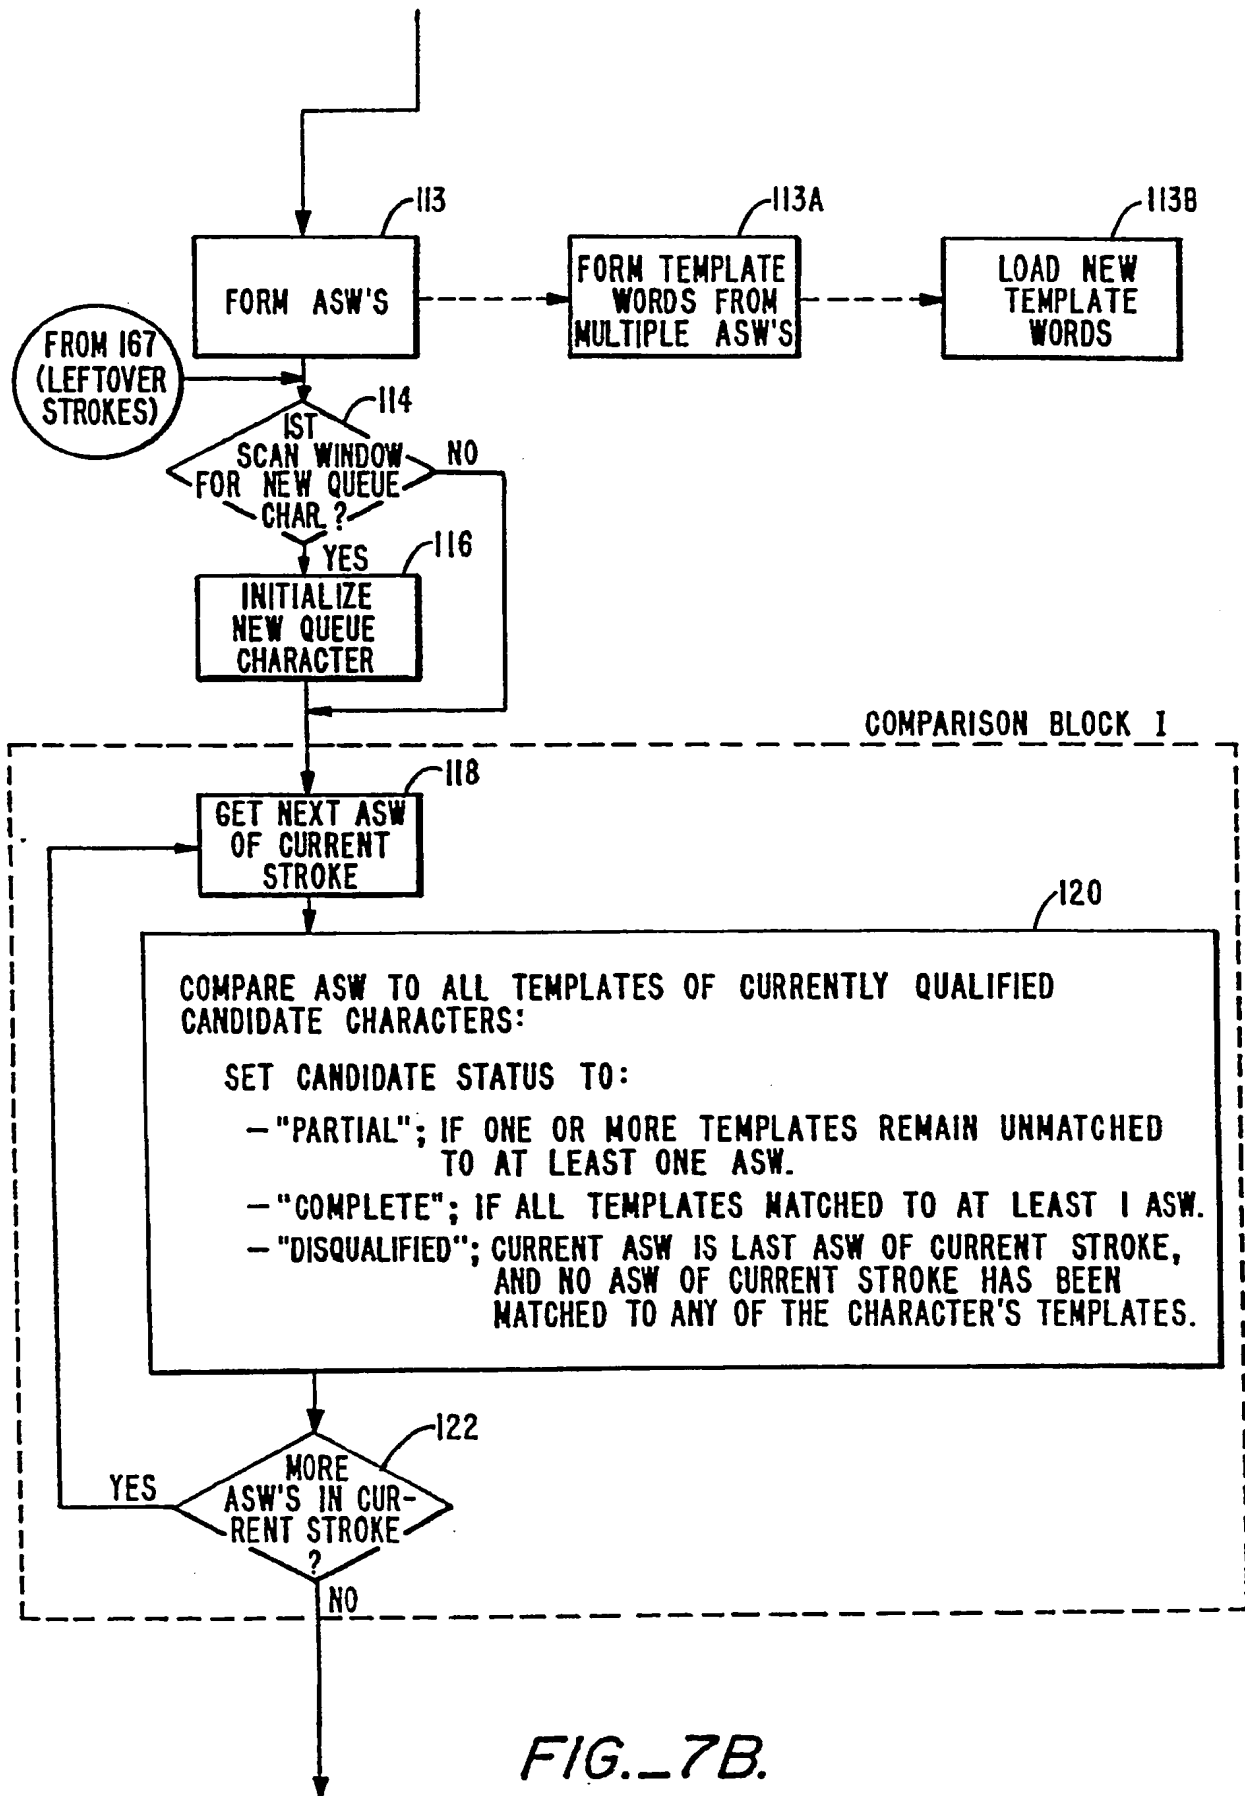 113
FORM ASW'S
113A
FORM TEMPLATE
WORDS FROM
MULTIPLE ASW'S
113B
LOAD NEW
TEMPLATE
WORDS
FROM 167
(LEFTOVER
STROKES)
114
1ST
SCAN WINDOW
FOR NEW QUEUE
CHAR. ?
NO
YES
116
INITIALIZE
NEW QUEUE
CHARACTER
COMPARISON BLOCK I
118
GET NEXT ASW
OF CURRENT
STROKE
120
COMPARE ASW TO ALL TEMPLATES OF CURRENTLY QUALIFIED
CANDIDATE CHARACTERS:
SET CANDIDATE STATUS TO:
—"PARTIAL"; IF ONE OR MORE TEMPLATES REMAIN UNMATCHED
TO AT LEAST ONE ASW.
—"COMPLETE"; IF ALL TEMPLATES MATCHED TO AT LEAST 1 ASW.
—"DISQUALIFIED"; CURRENT ASW IS LAST ASW OF CURRENT STROKE,
AND NO ASW OF CURRENT STROKE HAS BEEN
MATCHED TO ANY OF THE CHARACTER'S TEMPLATES.
122
MORE
ASW'S IN CUR-
RENT STROKE
?
YES
NO
FIG._7B.